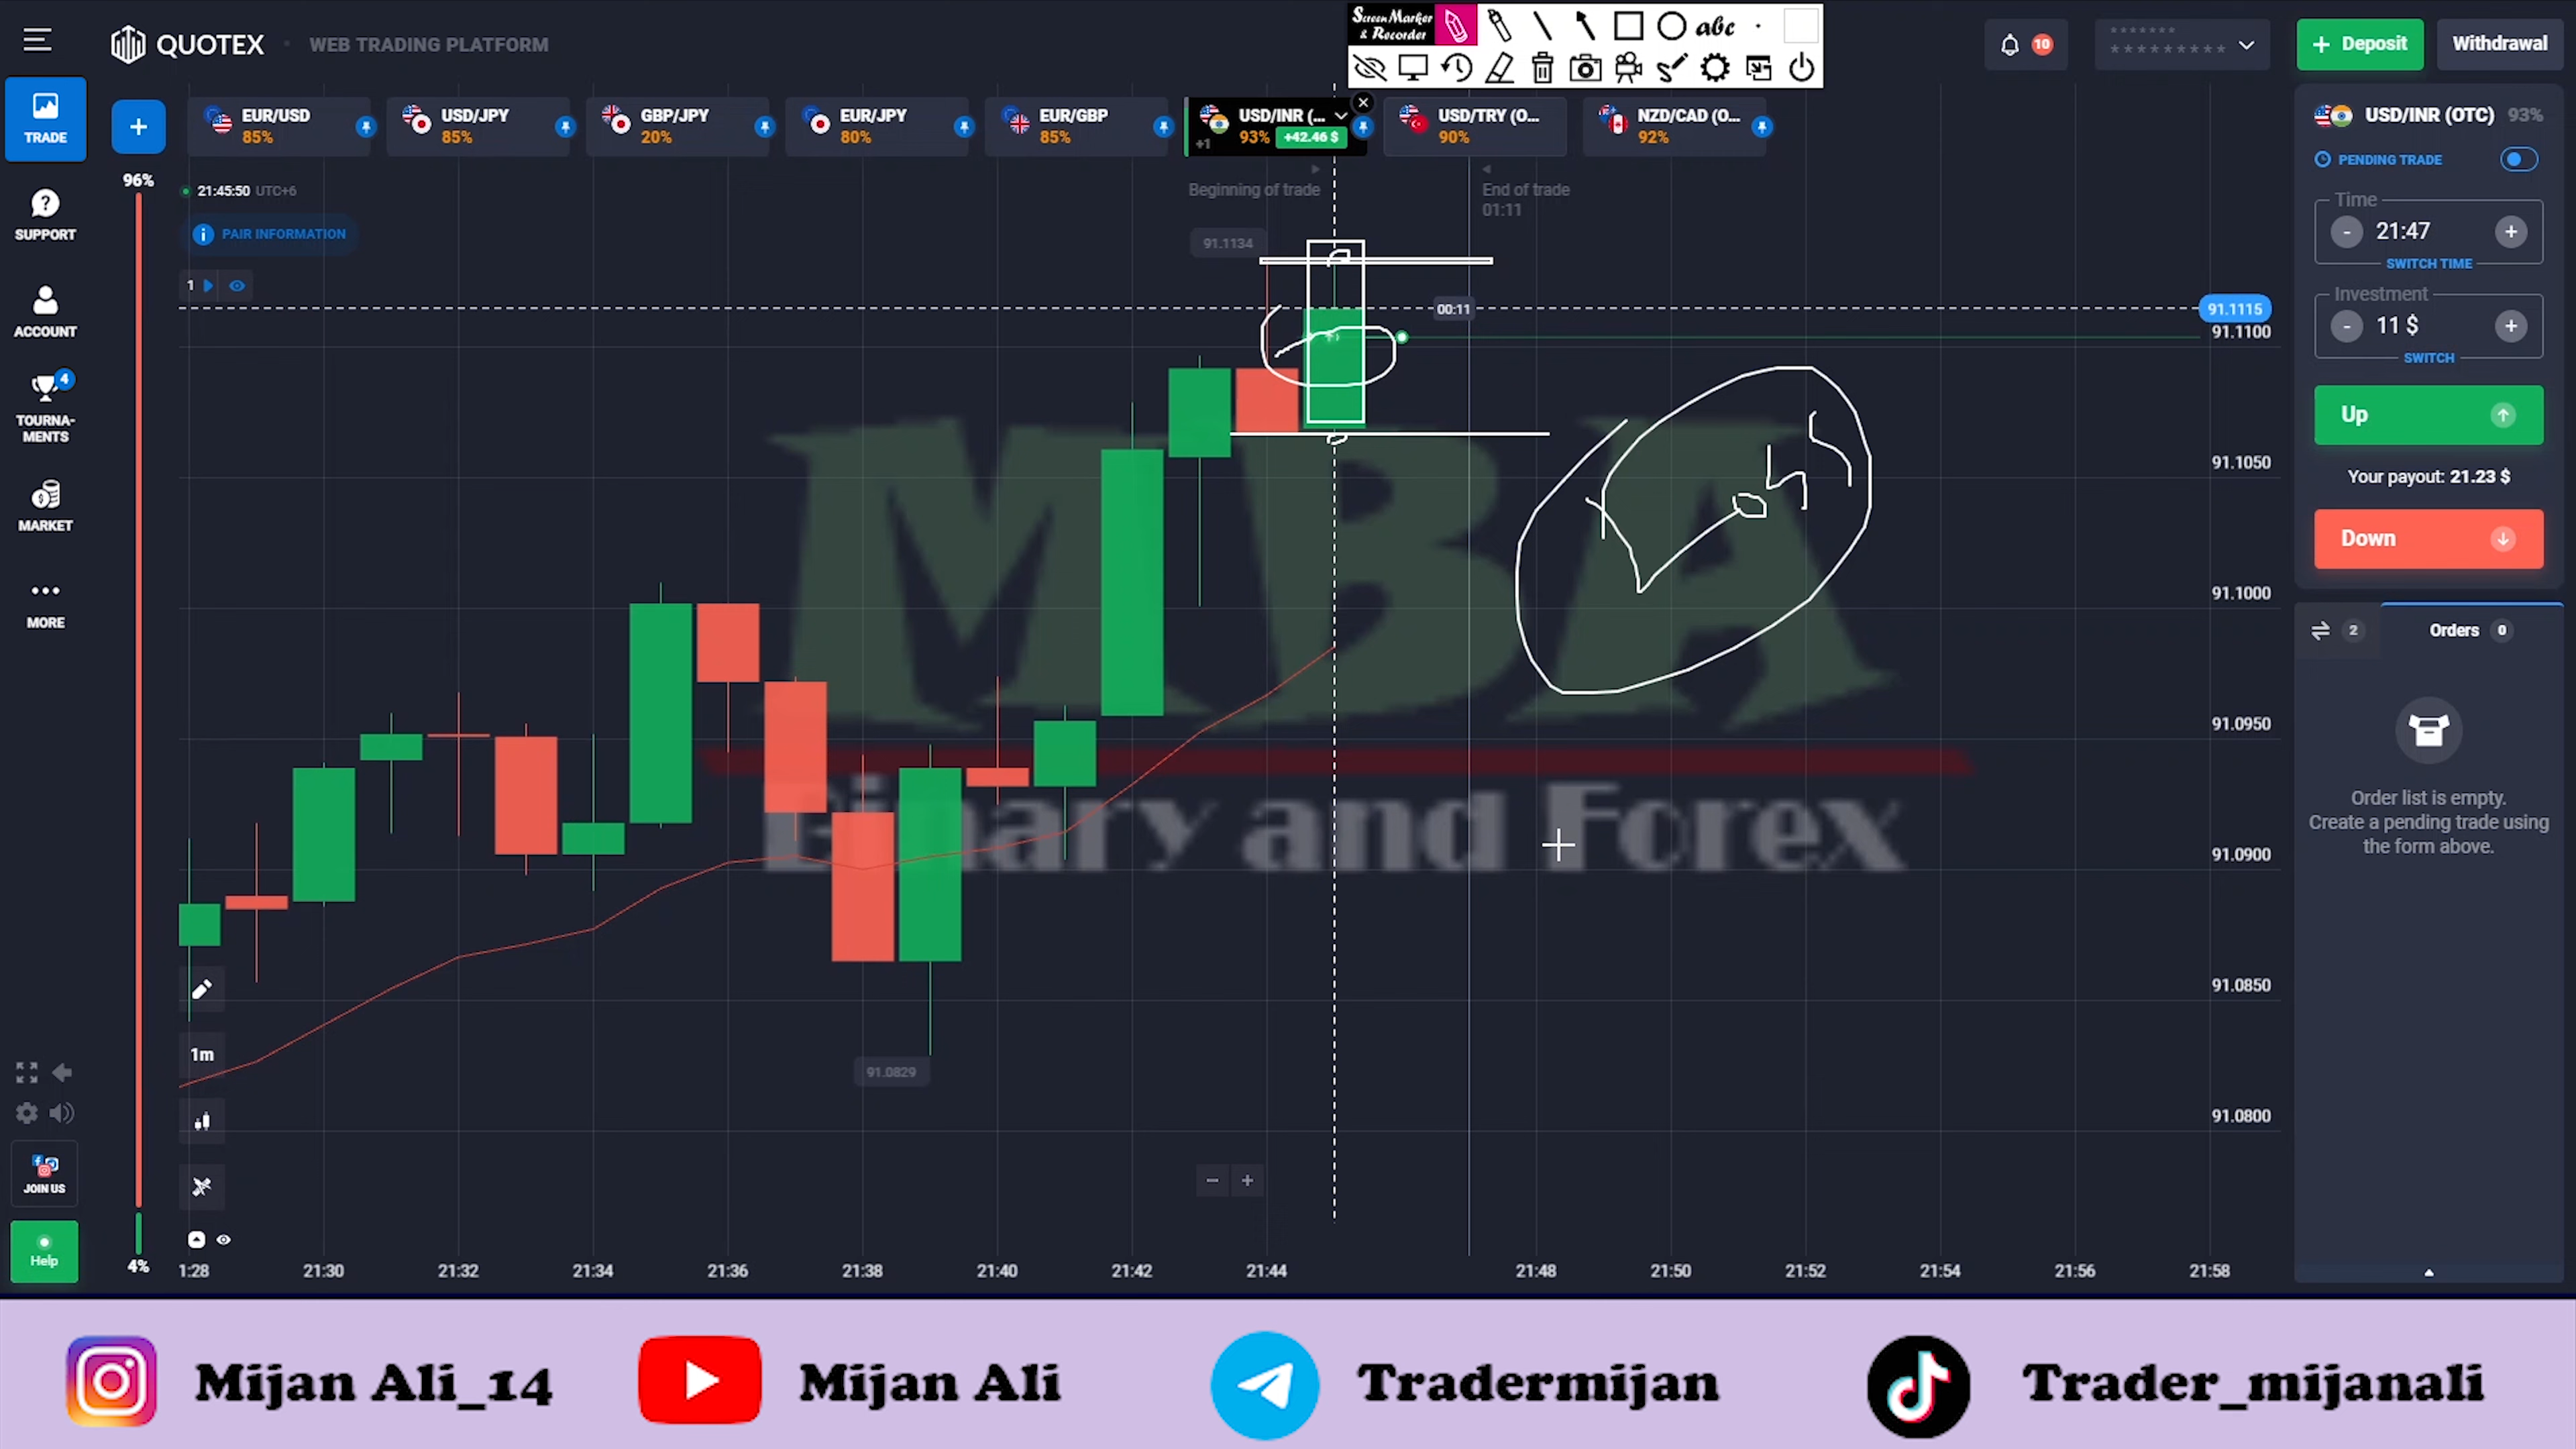 Screen Marker
& Recorder
abc
QUOTEX
WEB TRADING PLATFORM
10
*******
*********
+ Deposit
Withdrawal
TRADE
SUPPORT
ACCOUNT
TOURNA-
MENTS
4
MARKET
MORE
JOIN US
Help
+
96%
4%
EUR/USD
85%
USD/JPY
85%
GBP/JPY
20%
EUR/JPY
80%
EUR/GBP
85%
USD/INR (...
+1
93%
+42.46 $
USD/TRY (O...
90%
NZD/CAD (O...
92%
21:45:50 UTC+6
PAIR INFORMATION
1
Beginning of trade
End of trade
01:11
91.1134
00:11
91.1115
91.1100
91.1050
91.1000
91.0950
91.0900
91.0850
91.0800
91.0829
MBA
Binary and Forex
1m
1:28
21:30
21:32
21:34
21:36
21:38
21:40
21:42
21:44
21:48
21:50
21:52
21:54
21:56
21:58
USD/INR (OTC)
93%
PENDING TRADE
Time
- 21:47 +
SWITCH TIME
Investment
- 11 $ +
SWITCH
Up
Your payout: 21.23 $
Down
2
Orders 0
Order list is empty.
Create a pending trade using
the form above.
Mijan Ali_14
Mijan Ali
Tradermijan
Trader_mijanali